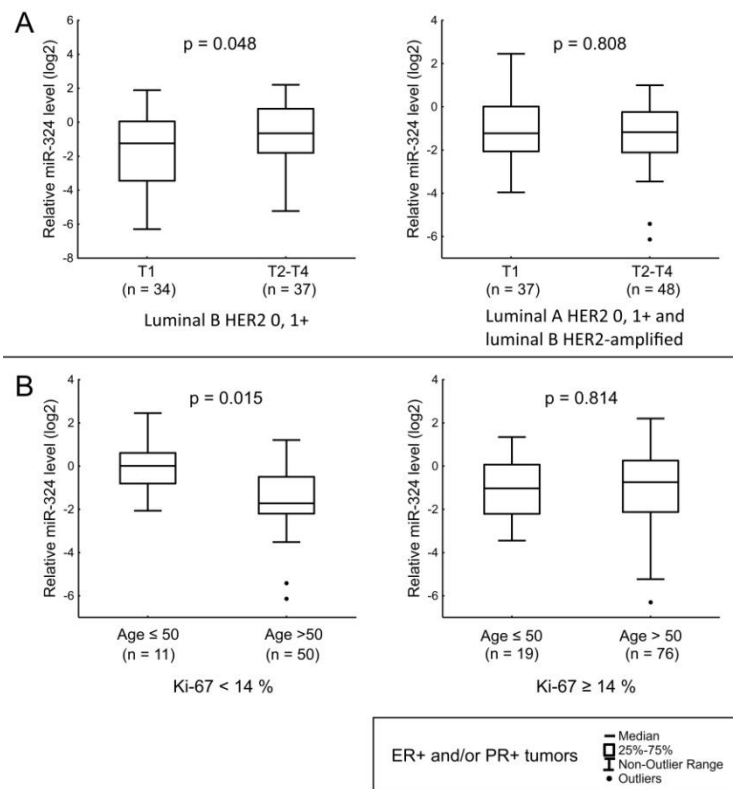 A
p = 0.048
Relative miR-324 level (log2)
6
4
2
0
-2
-4
-6
-8
T1
(n = 34)
T2-T4
(n = 37)
Luminal B HER2 0, 1+
p = 0.808
Relative miR-324 level (log2)
4
2
0
-2
-4
-6
T1
(n = 37)
T2-T4
(n = 48)
Luminal A HER2 0, 1+ and
luminal B HER2-amplified
B
p = 0.015
Relative miR-324 level (log2)
4
2
0
-2
-4
-6
Age ≤ 50
(n = 11)
Age >50
(n = 50)
Ki-67 < 14 %
p = 0.814
Relative miR-324 level (log2)
4
2
0
-2
-4
-6
Age ≤ 50
(n = 19)
Age > 50
(n = 76)
Ki-67 ≥ 14 %
ER+ and/or PR+ tumors
Median
25%-75%
Non-Outlier Range
Outliers